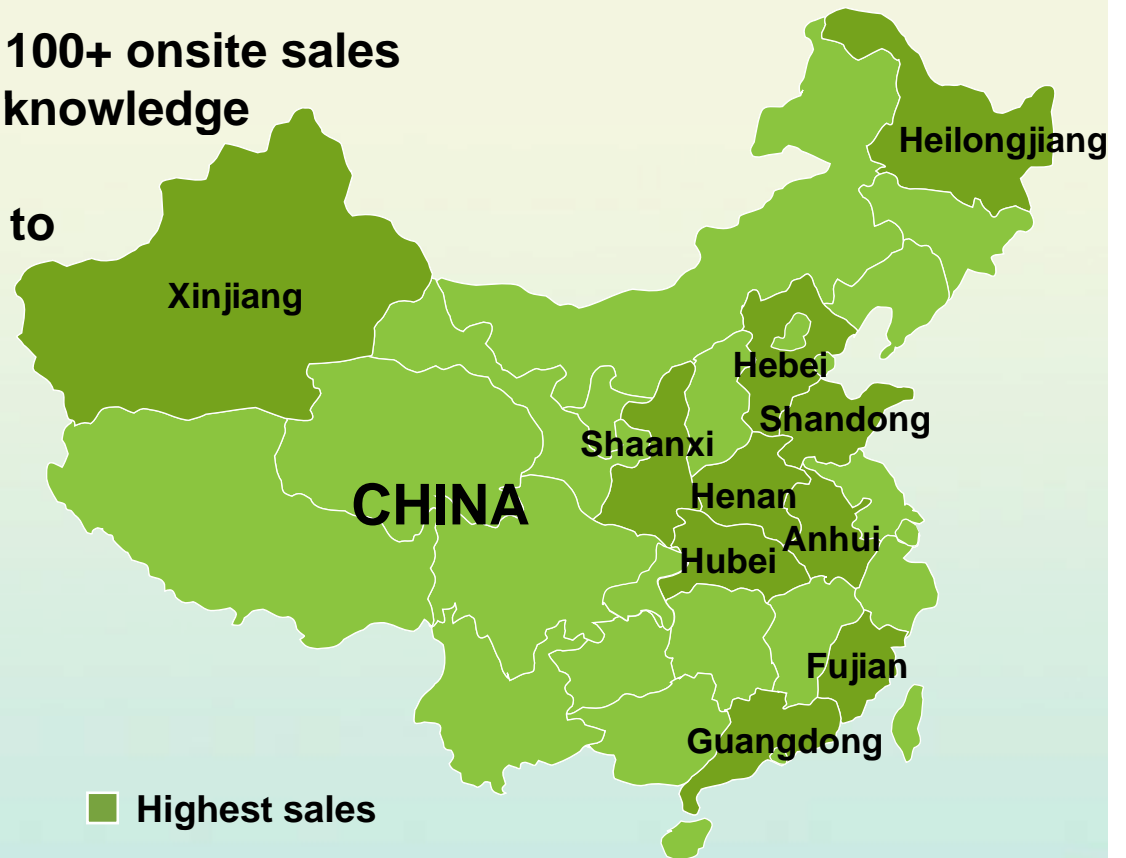 100+ onsite sales
knowledge
to
Heilongjiang
Xinjiang
Hebei
Shandong
Shaanxi
CHINA
Henan
Anhui
Hubei
Fujian
Guangdong
Highest sales